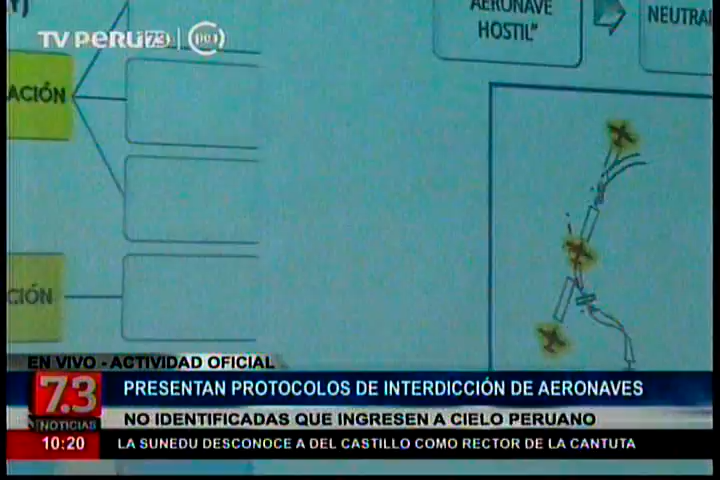 AERONAVE
HOSTIL"
TV PERU 7.3
ACIÓN
CIÓN
EN VIVO - ACTIVIDAD OFICIAL
7.3
NOTICIAS
10:20
PRESENTAN PROTOCOLOS DE INTERDICCIÓN DE AERONAVES
NO IDENTIFICADAS QUE INGRESEN A CIELO PERUANO
LA SUNEDU DESCONOCE A DEL CASTILLO COMO RECTOR DE LA CANTUTA